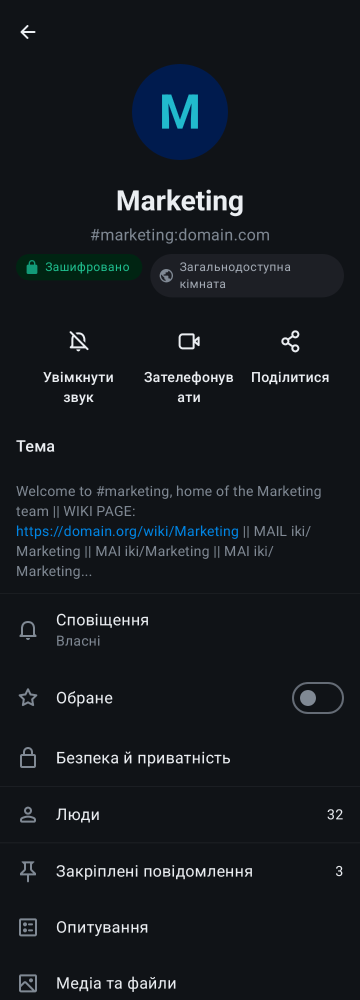 M
Marketing
#marketing:domain.com
Зашифровано
Загальнодоступна
кімната
Увімкнути
звук
Зателефонув
ати
Поділитися
Тема
Welcome to #marketing, home of the Marketing
team || WIKI PAGE:
https://domain.org/wiki/Marketing || MAIL iki/
Marketing || MAI iki/Marketing || MAI iki/
Marketing...
Сповіщення
Власні
Обране
Безпека й приватність
Люди
32
Закріплені повідомлення
3
Опитування
Медіа та файли